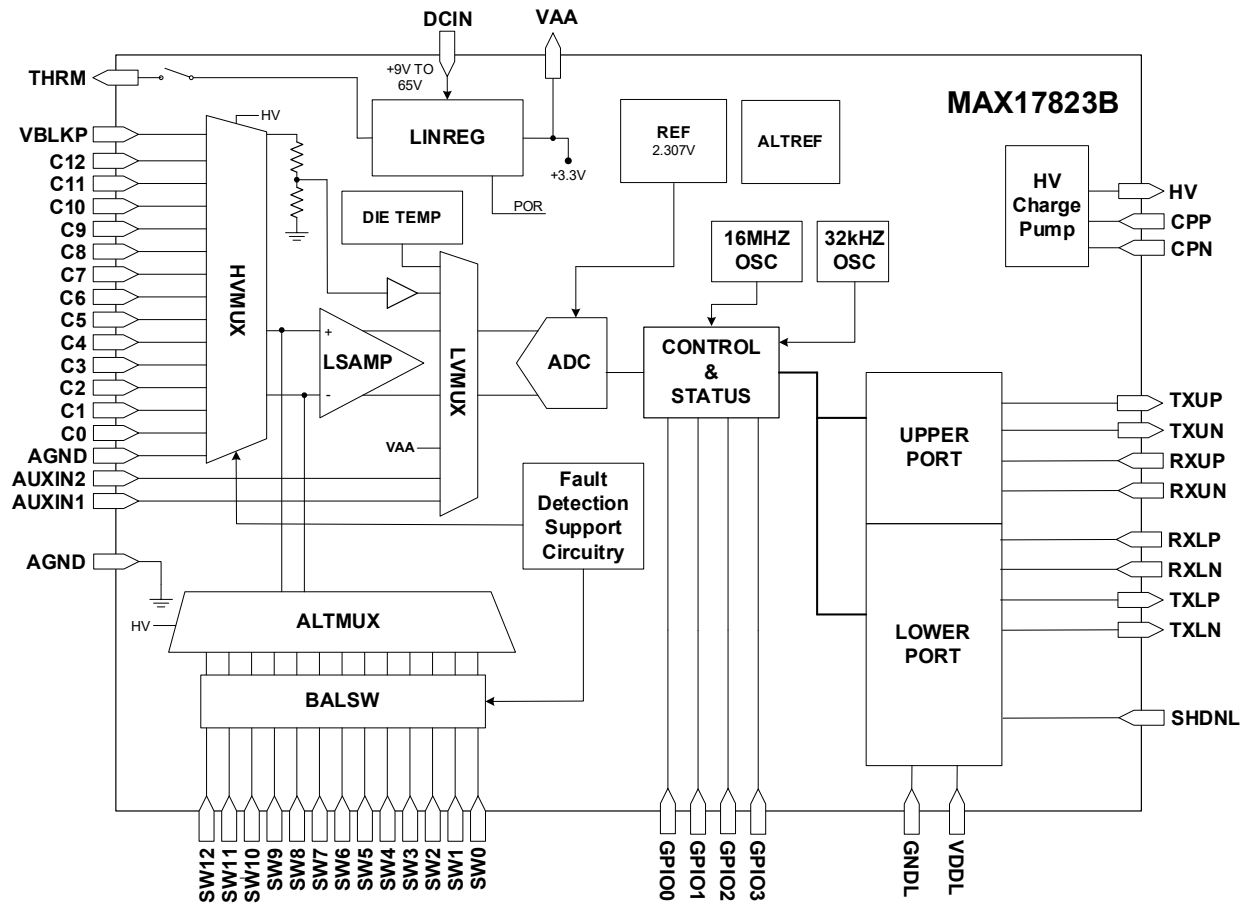 DCIN
VAA
THRM
+9V TO
65V
MAX17823B
VBLKP
HV
LINREG
REF
2.307V
ALTREF
+3.3V
C12
C11
C10
C9
C8
C7
C6
C5
C4
C3
C2
C1
C0
AGND
AUXIN2
AUXIN1
AGND
HVMUX
POR
DIE TEMP
HV
Charge
Pump
HV
CPP
CPN
16MHZ
OSC
32kHZ
OSC
+
-
LSAMP
LVMUX
ADC
CONTROL
&
STATUS
VAA
Fault
Detection
Support
Circuitry
UPPER
PORT
LOWER
PORT
TXUP
TXUN
RXUP
RXUN
RXLP
RXLN
TXLP
TXLN
SHDNL
HV
ALTMUX
BALSW
SW12
SW11
SW10
SW9
SW8
SW7
SW6
SW5
SW4
SW3
SW2
SW1
SW0
GPIO0
GPIO1
GPIO2
GPIO3
GNDL
VDDL